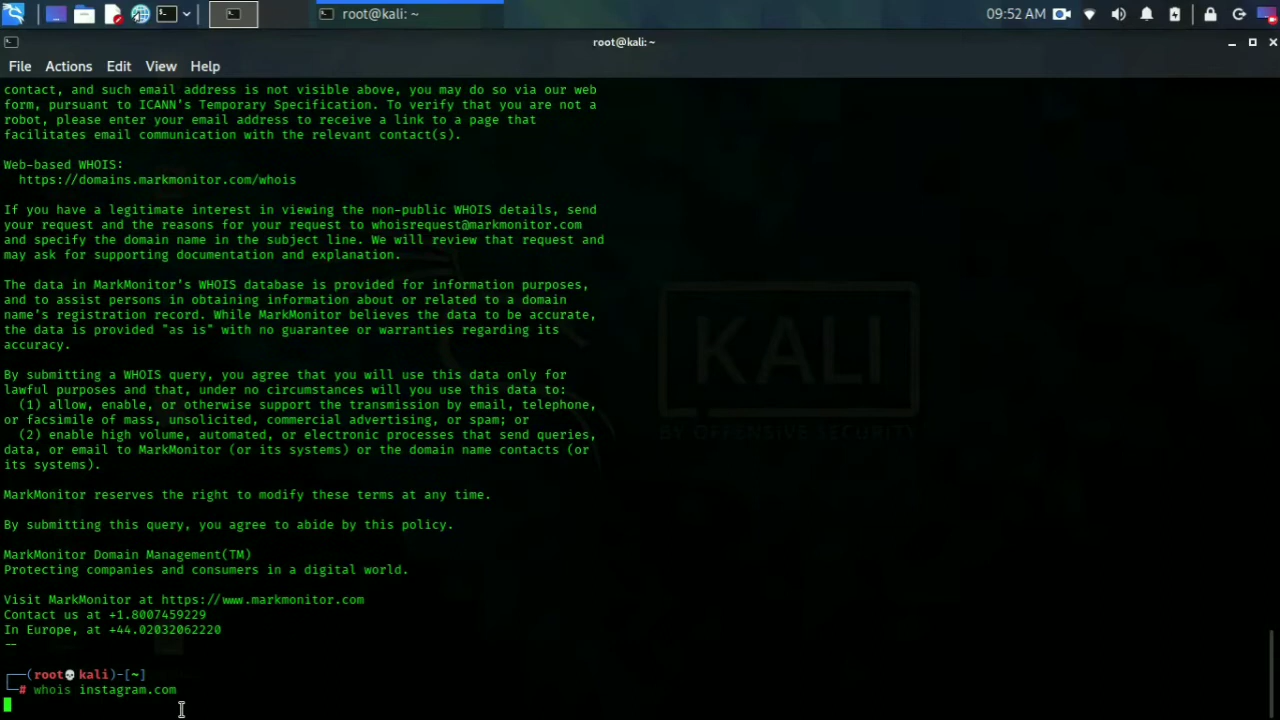 root@kali: ~
09:52 AM
root@kali:~
File Actions Edit View Help
contact, and such email address is not visible above, you may do so via our web
form, pursuant to ICANN's Temporary Specification. To verify that you are not a
robot, please enter your email address to receive a link to a page that
facilitates email communication with the relevant contact(s).
Web-based WHOIS:
https://domains.markmonitor.com/whois
If you have a legitimate interest in viewing the non-public WHOIS details, send
your request and the reasons for your request to whoisrequest@markmonitor.com
and specify the domain name in the subject line. We will review that request and
may ask for supporting documentation and explanation.
The data in MarkMonitor's WHOIS database is provided for information purposes,
and to assist persons in obtaining information about or related to a domain
name's registration record. While MarkMonitor believes the data to be accurate,
the data is provided "as is" with no guarantee or warranties regarding its
accuracy.
By submitting a WHOIS query, you agree that you will use this data only for
lawful purposes and that, under no circumstances will you use this data to:
(1) allow, enable, or otherwise support the transmission by email, telephone,
or facsimile of mass, unsolicited, commercial advertising, or spam; or
(2) enable high volume, automated, or electronic processes that send queries,
data, or email to MarkMonitor (or its systems) or the domain name contacts (or
its systems).
MarkMonitor reserves the right to modify these terms at any time.
By submitting this query, you agree to abide by this policy.
MarkMonitor Domain Management(TM)
Protecting companies and consumers in a digital world.
Visit MarkMonitor at https://www.markmonitor.com
Contact us at +1.8007459229
In Europe, at +44.02032062220
--
┌──(root💀kali)-[~]
└─# whois instagram.com
KALI
BY OFFENSIVE SECURITY